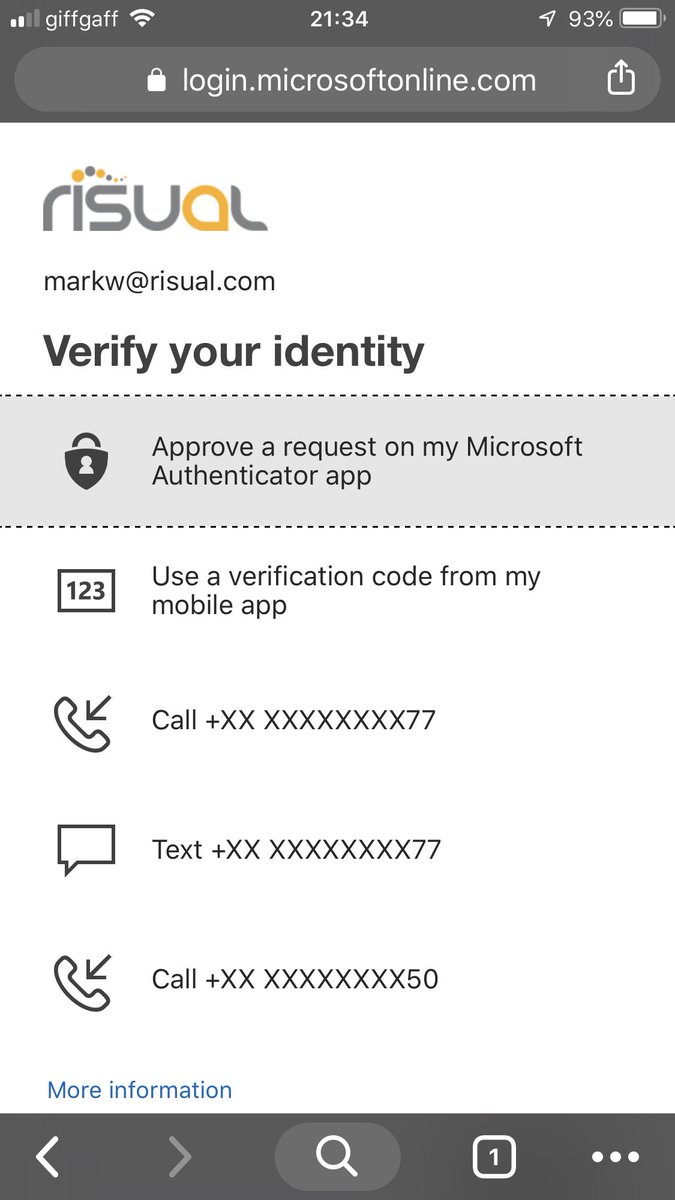 giffgaff 21:34 93%
login.microsoftonline.com
risual
markw@risual.com
Verify your identity
Approve a request on my Microsoft
Authenticator app
123
Use a verification code from my
mobile app
Call +XX XXXXXXXX77
Text +XX XXXXXXXX77
Call +XX XXXXXXXX50
More information
1